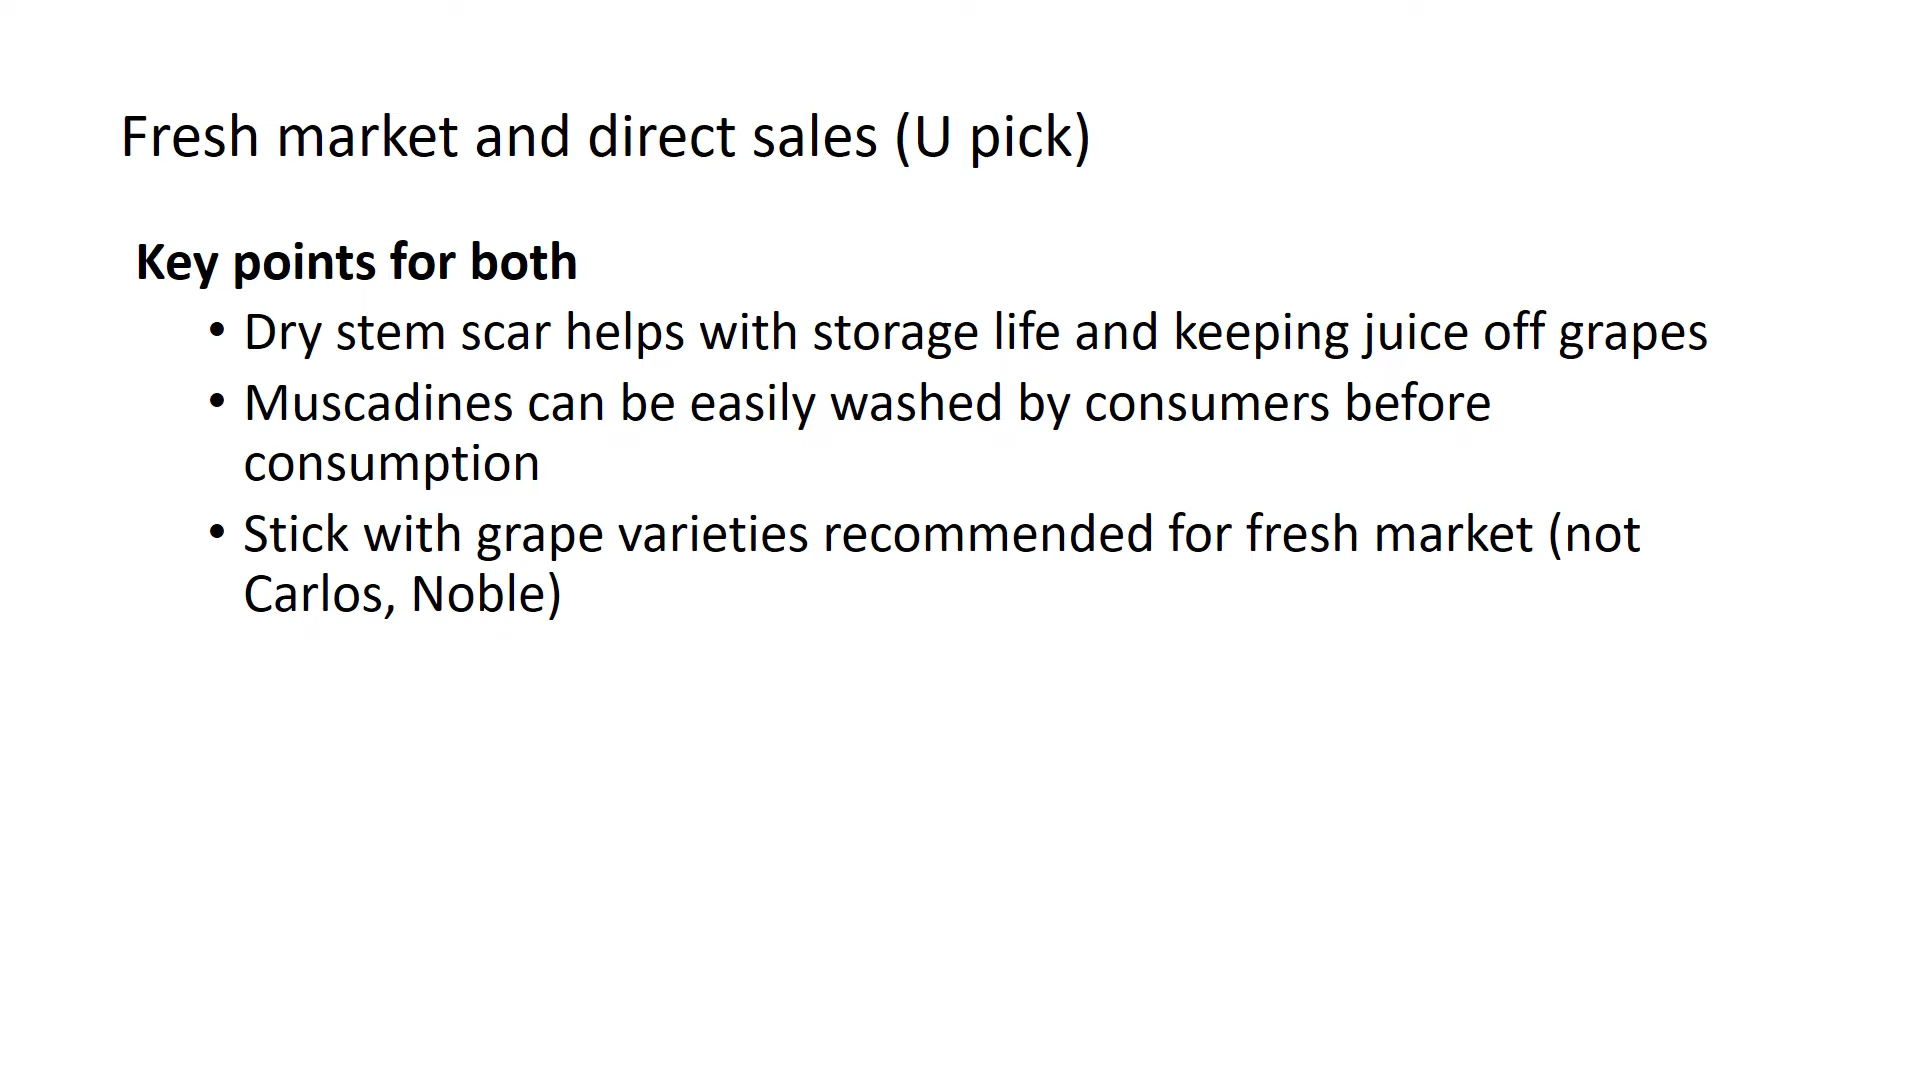 Fresh market and direct sales (U pick)
Key points for both
• Dry stem scar helps with storage life and keeping juice off grapes
• Muscadines can be easily washed by consumers before
consumption
• Stick with grape varieties recommended for fresh market (not
Carlos, Noble)